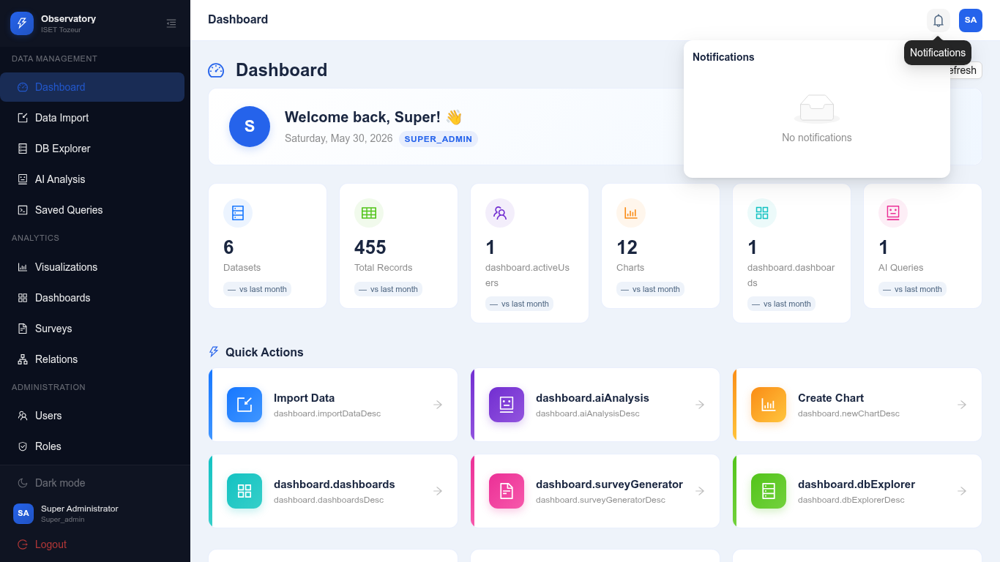 Observatory
ISET Tozeur
DATA MANAGEMENT
Dashboard
Data Import
DB Explorer
AI Analysis
Saved Queries
ANALYTICS
Visualizations
Dashboards
Surveys
Relations
ADMINISTRATION
Users
Roles
Dark mode
SA
Super Administrator
Super_admin
Logout
Dashboard
SA
Notifications
Notifications
No notifications
Dashboard
S
Welcome back, Super! 👋
Saturday, May 30, 2026 SUPER_ADMIN
6
Datasets
— vs last month
455
Total Records
— vs last month
1
dashboard.activeUs
ers
— vs last month
12
Charts
— vs last month
1
dashboard.dashboar
ds
— vs last month
1
AI Queries
— vs last month
Quick Actions
Import Data
dashboard.importDataDesc
dashboard.aiAnalysis
dashboard.aiAnalysisDesc
Create Chart
dashboard.newChartDesc
dashboard.dashboards
dashboard.dashboardsDesc
dashboard.surveyGenerator
dashboard.surveyGeneratorDesc
dashboard.dbExplorer
dashboard.dbExplorerDesc